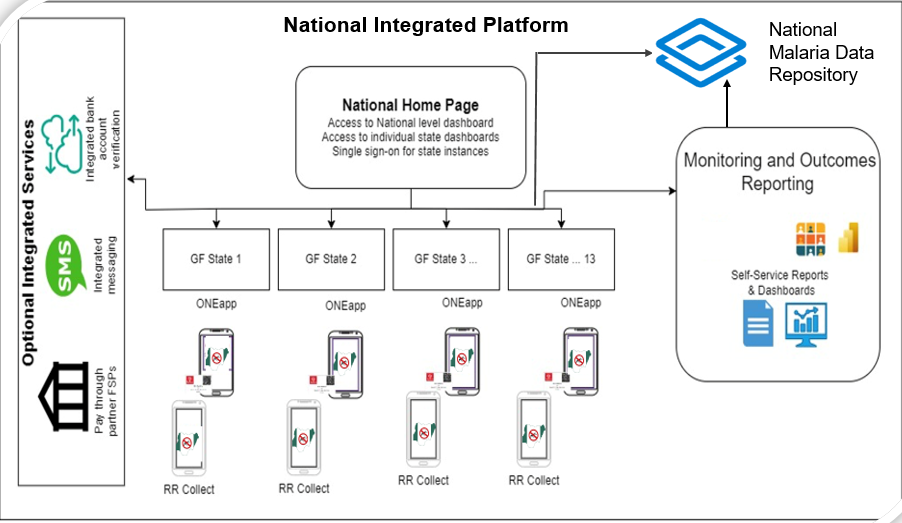 National Integrated Platform
National
Malaria Data
Repository
National Home Page
Access to National level dashboard
Access to individual state dashboards
Single sign-on for state instances
Optional Integrated Services
Integrated bank
account
verification
SMS
Integrated
messaging
Pay through
partner FSPs
Monitoring and Outcomes
Reporting
Self-Service Reports
& Dashboards
GF State 1
GF State 2
GF State 3 ...
GF State ... 13
ONEapp
ONEapp
ONEapp
ONEapp
RR Collect
RR Collect
RR Collect
RR Collect